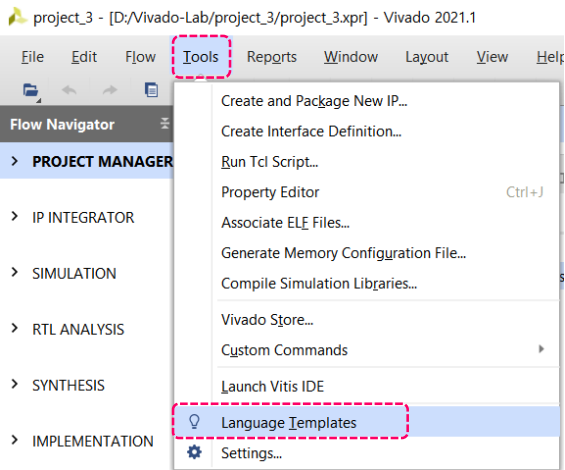 project_3 - [D:/Vivado-Lab/project_3/project_3.xpr] - Vivado 2021.1
File Edit Flow Tools Reports Window Layout View Help
Flow Navigator
PROJECT MANAGER
IP INTEGRATOR
SIMULATION
RTL ANALYSIS
SYNTHESIS
IMPLEMENTATION
Create and Package New IP...
Create Interface Definition...
Run Tcl Script...
Property Editor Ctrl+J
Associate ELF Files...
Generate Memory Configuration File...
Compile Simulation Libraries...
Vivado Store...
Custom Commands
Launch Vitis IDE
Language Templates
Settings...